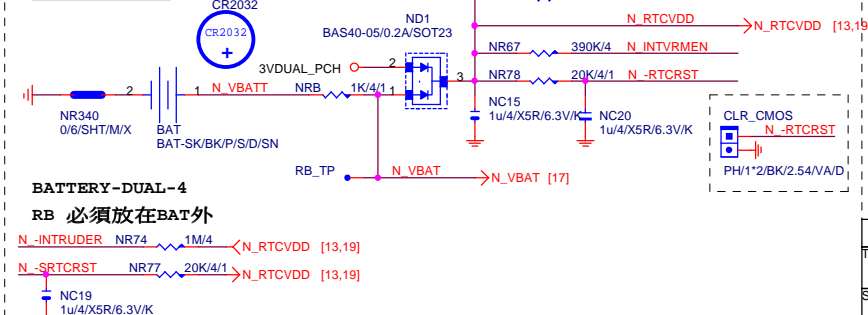 CR2032
CR2032
+
ND1
BAS40-05/0.2A/SOT23
N_RTCVDD
N_RTCVDD [13,19
3VDUAL_PCH
2
1
3
NR67
390K/4
N_INTVRMEN
NR78
20K/4/1
N_-RTCRST
2
1
N_VBATT
NRB
1K/4/1
NR340
0/6/SHT/M/X
BAT
BAT-SK/BK/P/S/D/SN
NC15
1u/4/X5R/6.3V/K
NC20
1u/4/X5R/6.3V/K
CLR_CMOS
N_-RTCRST
PH/1*2/BK/2.54/VA/D
RB_TP
N_VBAT
N_VBAT [17]
BATTERY-DUAL-4
RB 必須放在BAT外
N_-INTRUDER
NR74
1M/4
N_RTCVDD [13,19]
N_-SRTCRST
NR77
20K/4/1
N_RTCVDD [13,19]
NC19
1u/4/X5R/6.3V/K
T
S